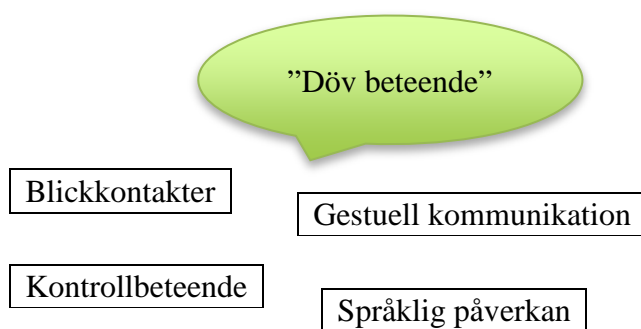 ”Döv beteende”
Blickkontakter
Gestuell kommunikation
Kontrollbeteende
Språklig påverkan